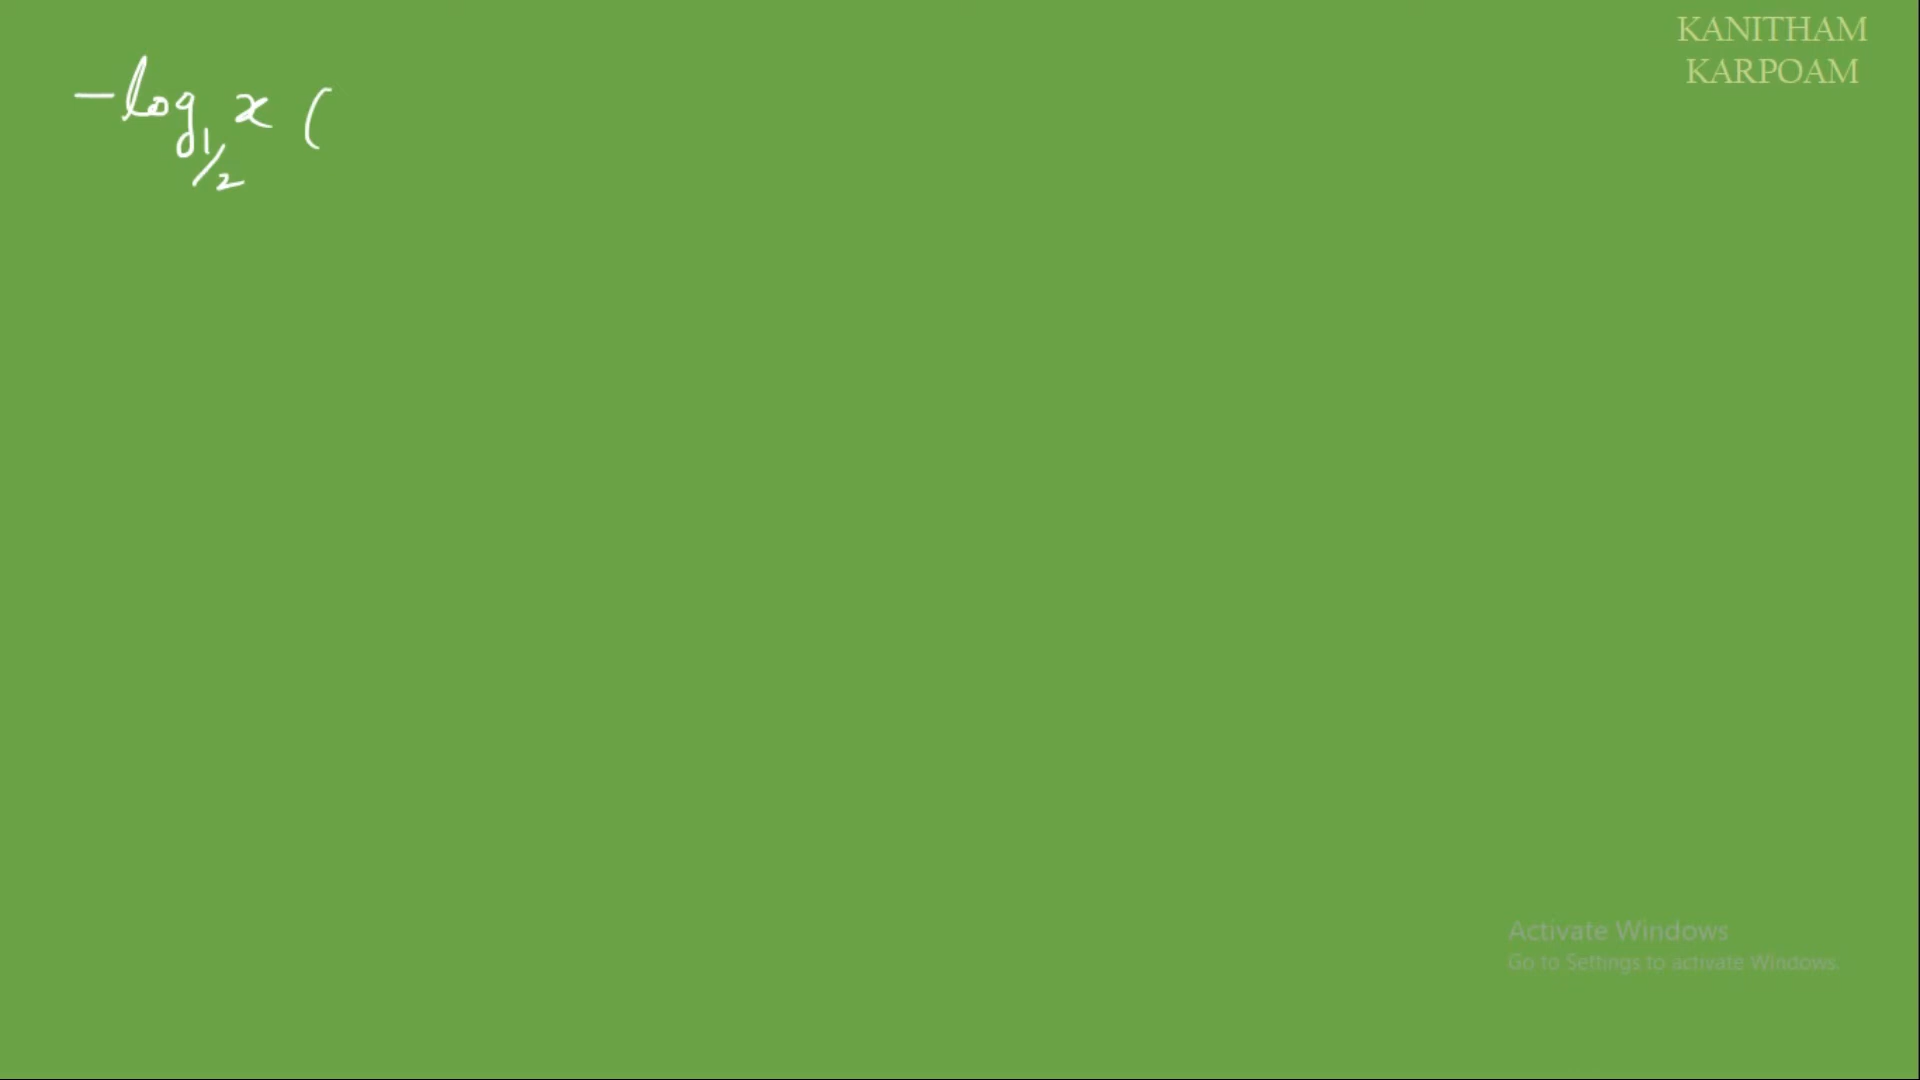 -log_{1/2} x (
KANITHAM
KARPOAM
Activate Windows
Go to Settings to activate Windows.